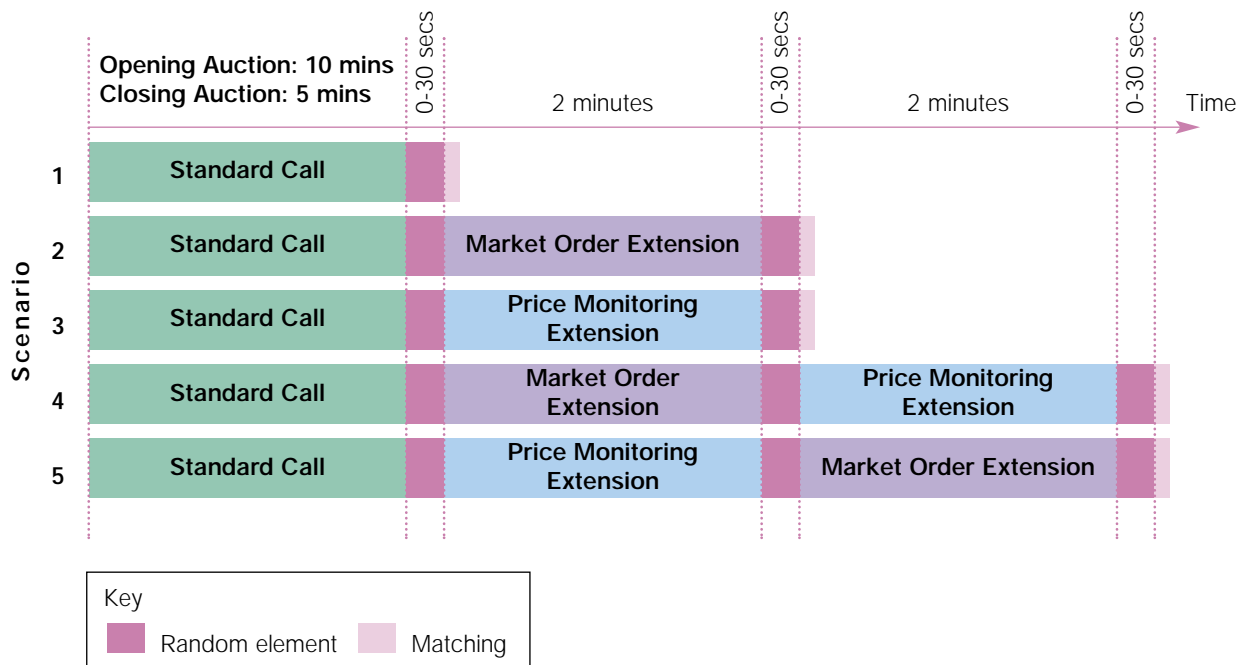 Opening Auction: 10 mins
Closing Auction: 5 mins
0-30 secs
2 minutes
0-30 secs
2 minutes
0-30 secs
Time
Scenario
1
Standard Call
2
Standard Call
Market Order Extension
3
Standard Call
Price Monitoring
Extension
4
Standard Call
Market Order
Extension
Price Monitoring
Extension
5
Standard Call
Price Monitoring
Extension
Market Order Extension
Key
Random element
Matching